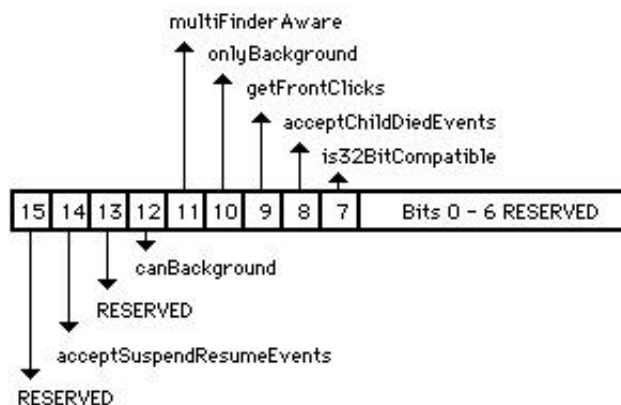 multiFinderAware
onlyBackground
getFrontClicks
acceptChildDiedEvents
is32BitCompatible
15 14 13 12 11 10 9 8 7 Bits 0 - 6 RESERVED
canBackground
RESERVED
acceptSuspendResumeEvents
RESERVED